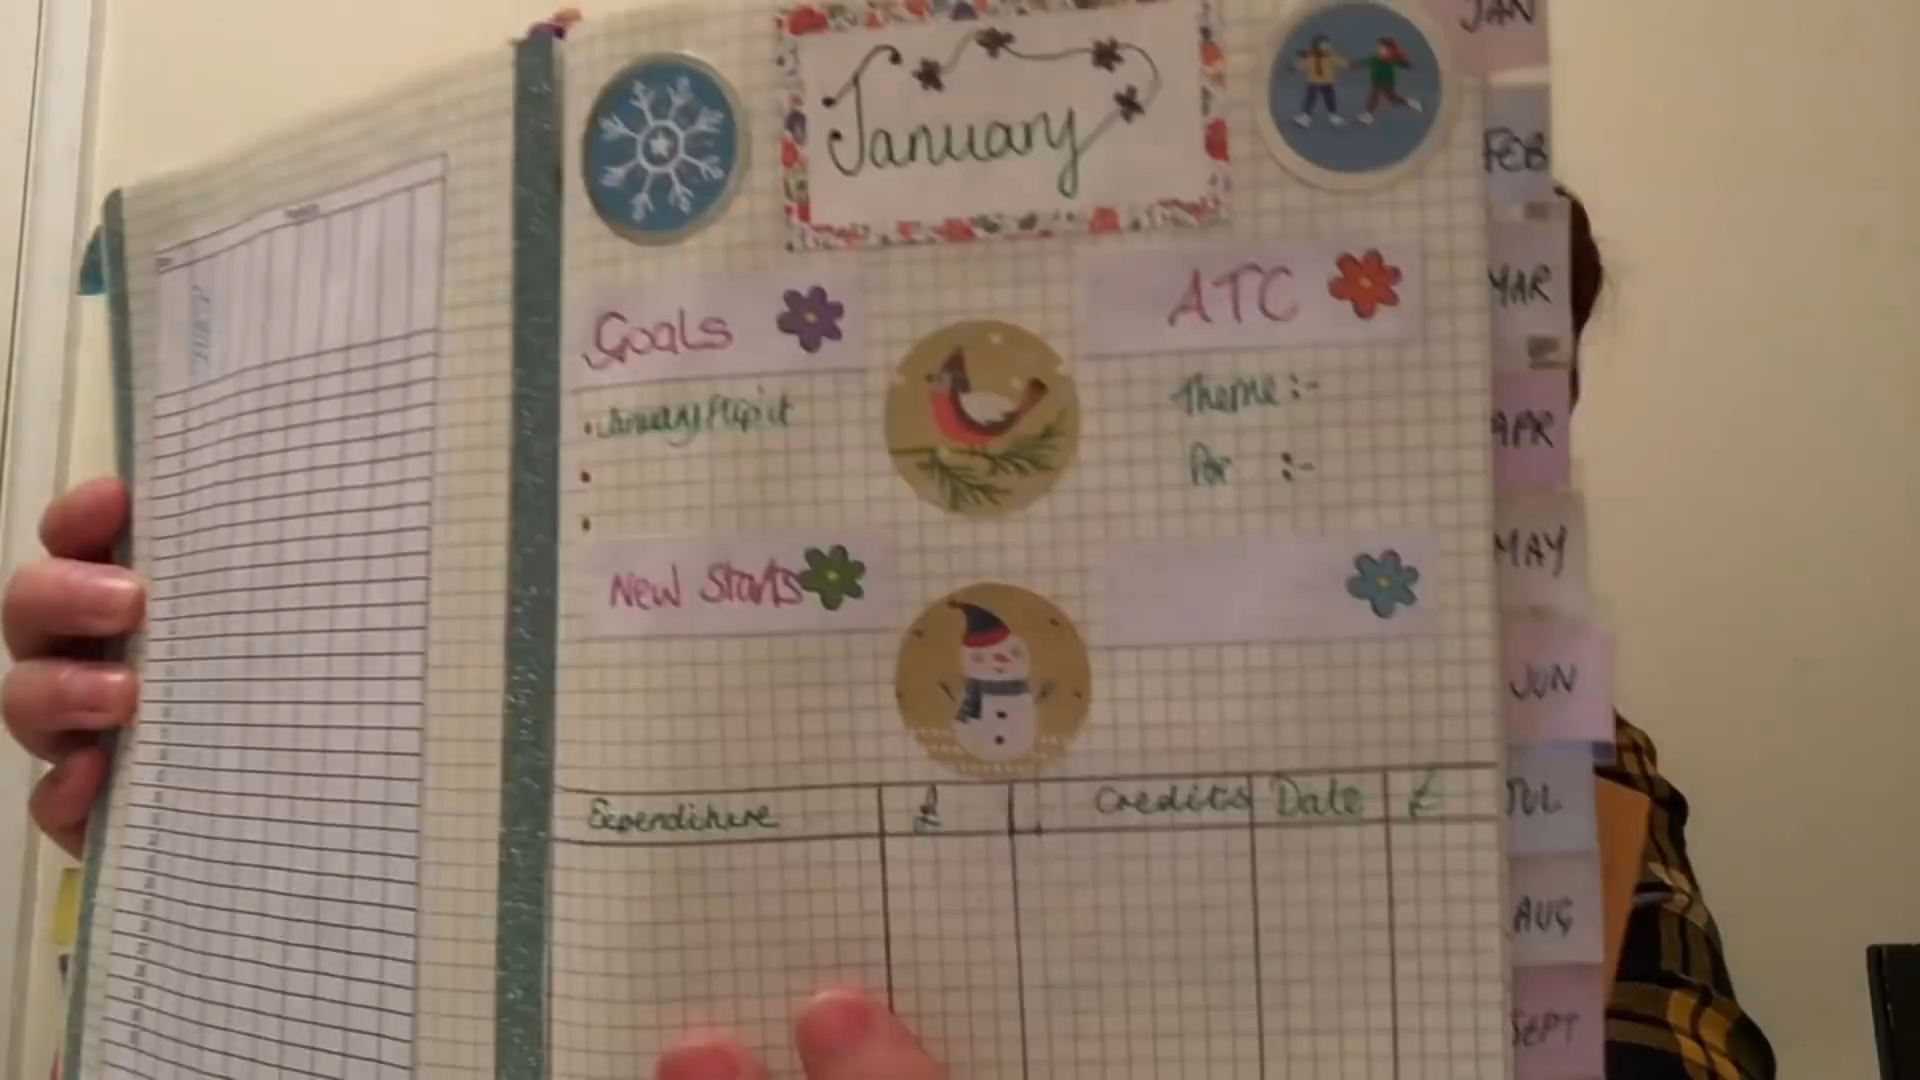 January
Goals
ATC
• January
Theme :-
For :-
New Starts
Expenditure £ Credits Date £
JAN
FEB
MAR
APR
MAY
JUN
JUL
AUG
SEPT